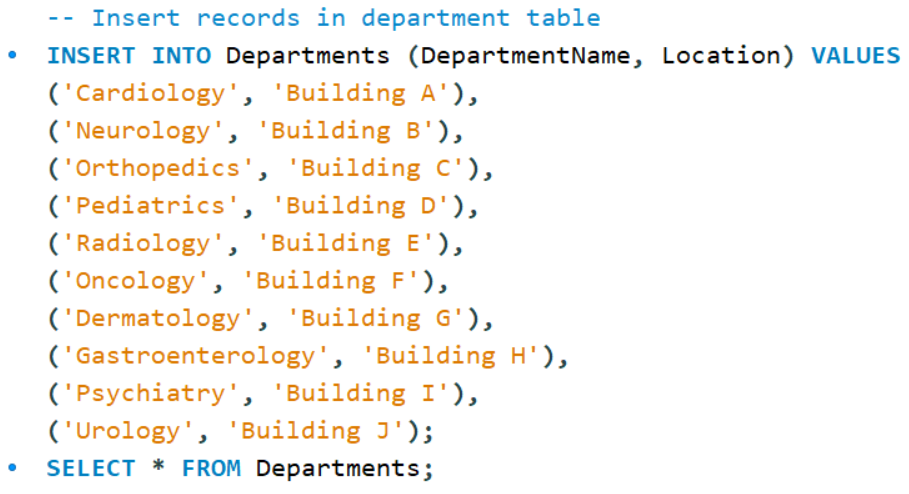 -- Insert records in department table
INSERT INTO Departments (DepartmentName, Location) VALUES
('Cardiology', 'Building A'),
('Neurology', 'Building B'),
('Orthopedics', 'Building C'),
('Pediatrics', 'Building D'),
('Radiology', 'Building E'),
('Oncology', 'Building F'),
('Dermatology', 'Building G'),
('Gastroenterology', 'Building H'),
('Psychiatry', 'Building I'),
('Urology', 'Building J');
SELECT * FROM Departments;